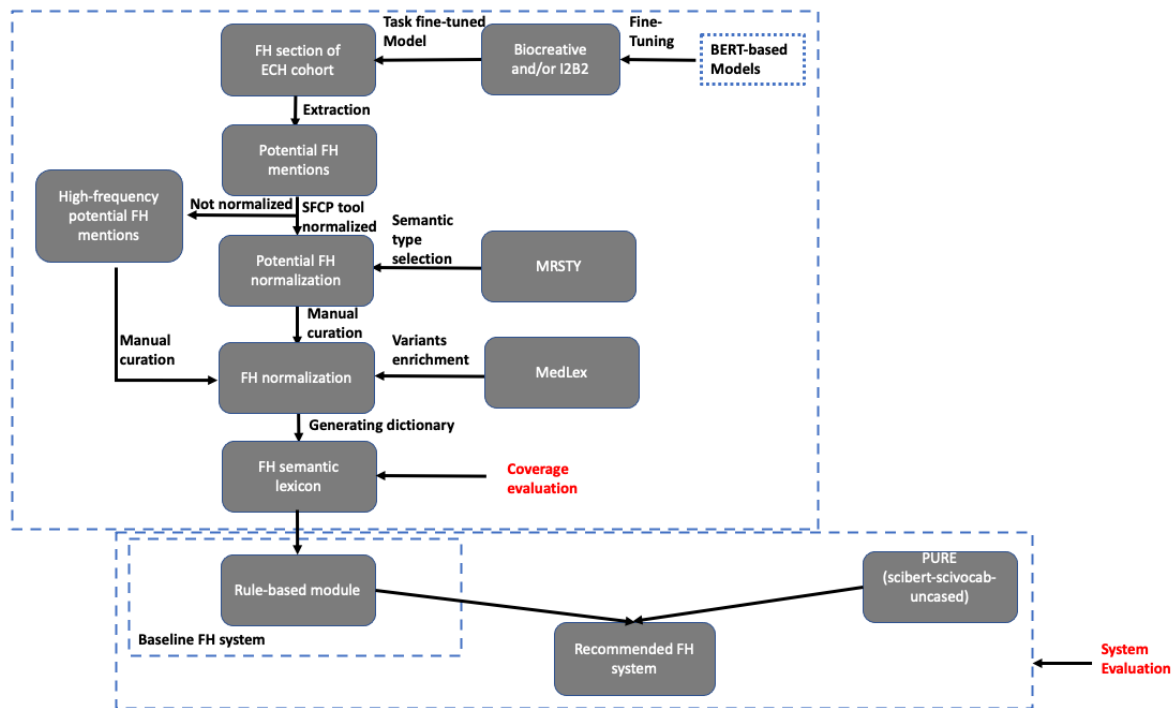 Task fine-tuned
Model
Fine-
Tuning
FH section of
ECH cohort
Biocreative
and/or I2B2
BERT-based
Models
Extraction
Potential FH
mentions
High-frequency
potential FH
mentions
Not normalized
SFCP tool
normalized
Semantic
type
selection
Potential FH
normalization
MRSTY
Manual
curation
Manual
curation
Variants
enrichment
FH normalization
MedLex
Generating dictionary
FH semantic
lexicon
Coverage
evaluation
Rule-based module
PURE
(scibert-scivocab-
uncased)
Baseline FH system
Recommended FH
system
System
Evaluation